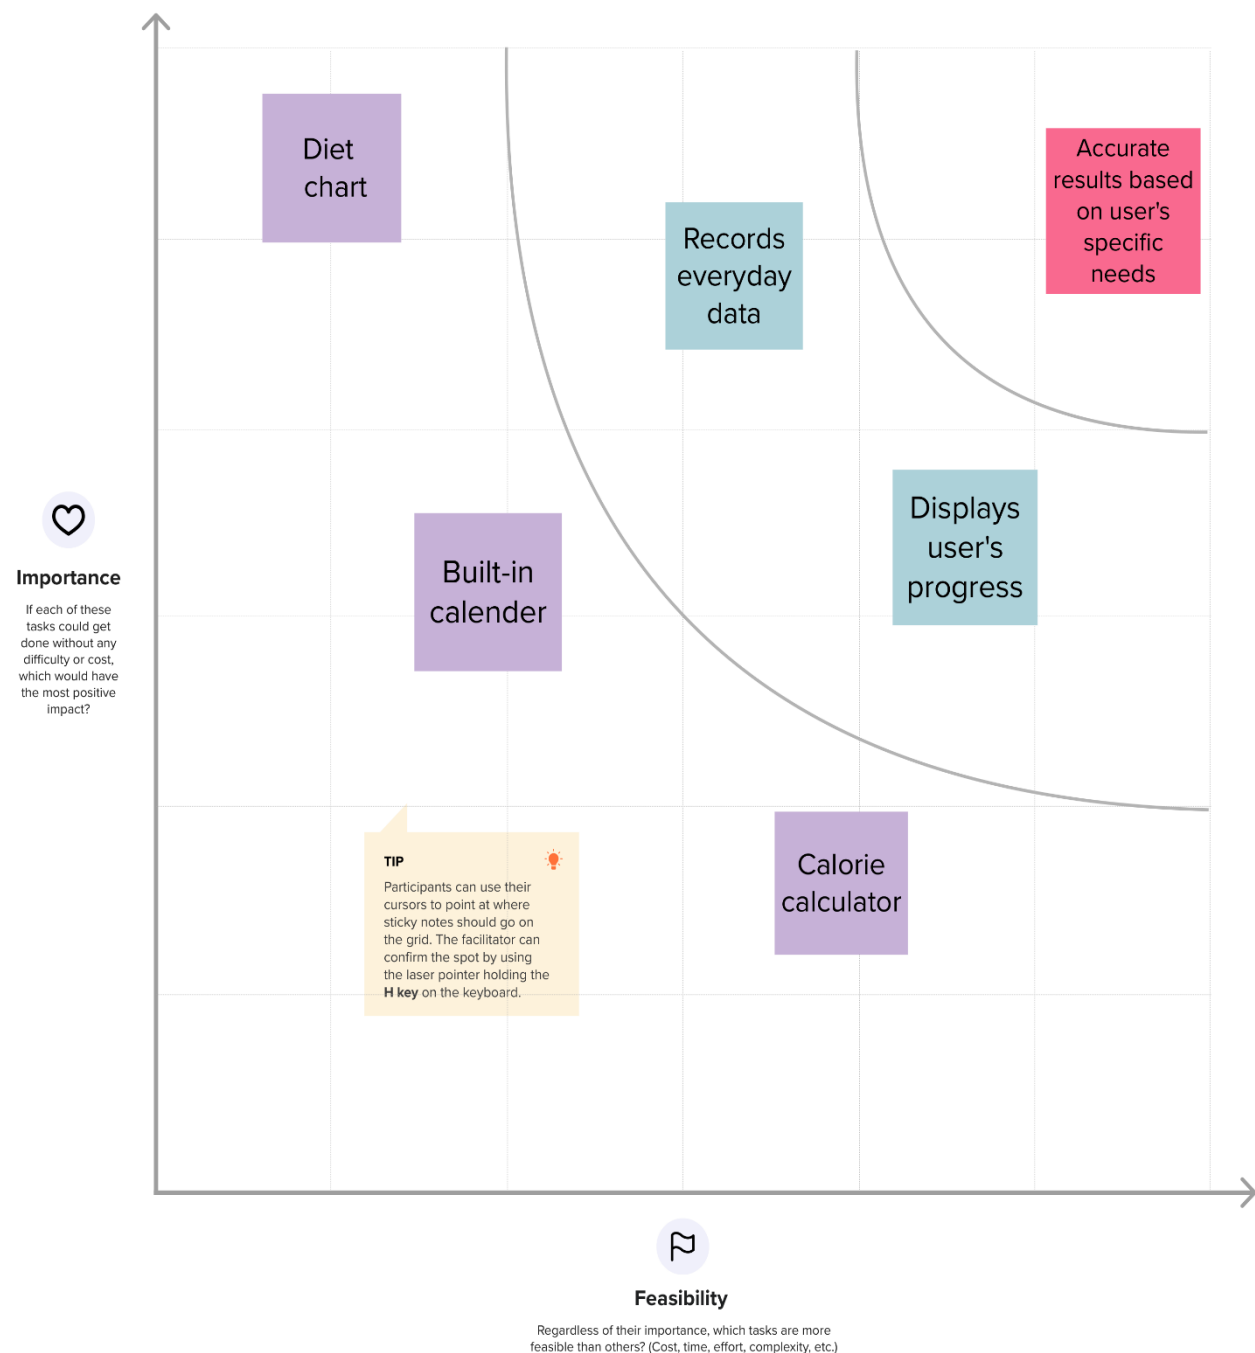 Diet
chart
Records
everyday
data
Accurate
results based
on user's
specific
needs
Importance
If each of these
tasks could get
done without any
difficulty or cost,
which would have
the most positive
impact?
Built-in
calender
Displays
user's
progress
TIP
Participants can use their
cursors to point at where
sticky notes should go on
the grid. The facilitator can
confirm the spot by using
the laser pointer holding the
H key on the keyboard.
Calorie
calculator
Feasibility
Regardless of their importance, which tasks are more
feasible than others? (Cost, time, effort, complexity, etc.)